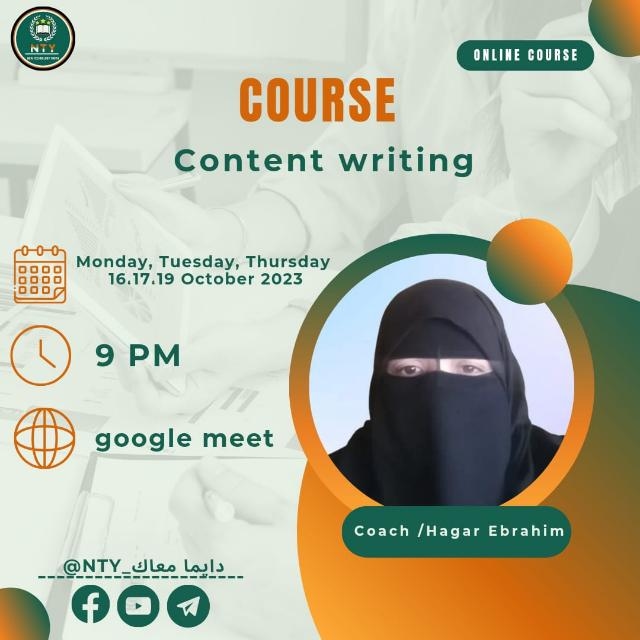 NTY
ONLINE COURSE
COURSE
Content writing
Monday, Tuesday, Thursday
16.17.19 October 2023
9 PM
google meet
Coach /Hagar Ebrahim
@NTY_دايما معاك